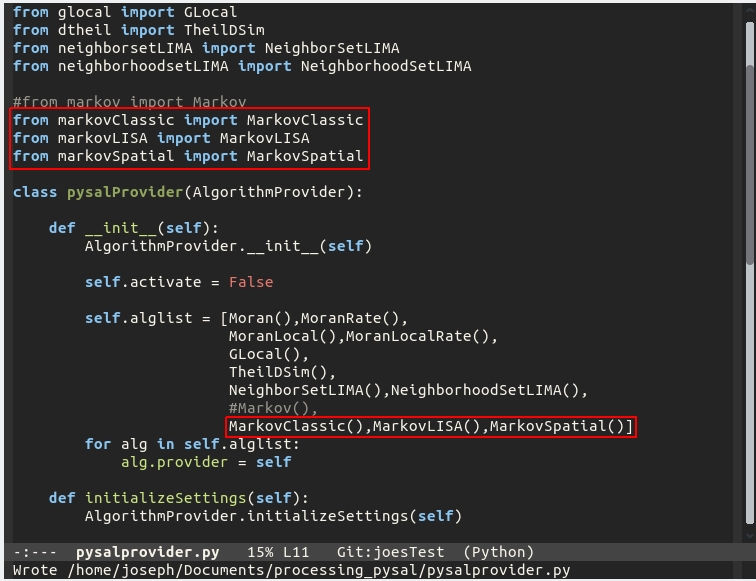 from glocal import GLocal
from dtheil import TheilDSim
from neighborsetLIMA import NeighborSetLIMA
from neighborhoodsetLIMA import NeighborhoodSetLIMA
#from markov import Markov
from markovClassic import MarkovClassic
from markovLISA import MarkovLISA
from markovSpatial import MarkovSpatial
class pysalProvider(AlgorithmProvider):
def __init__(self):
AlgorithmProvider.__init__(self)
self.activate = False
self.alglist = [Moran(),MoranRate(),
MoranLocal(),MoranLocalRate(),
GLocal(),
TheilDSim(),
NeighborSetLIMA(),NeighborhoodSetLIMA(),
#Markov(),
MarkovClassic(),MarkovLISA(),MarkovSpatial()]
for alg in self.alglist:
alg.provider = self
def initializeSettings(self):
AlgorithmProvider.initializeSettings(self)
-:--- pysalprovider.py 15% L11 Git:joesTest (Python)
Wrote /home/joseph/Documents/processing_pysal/pysalprovider.py